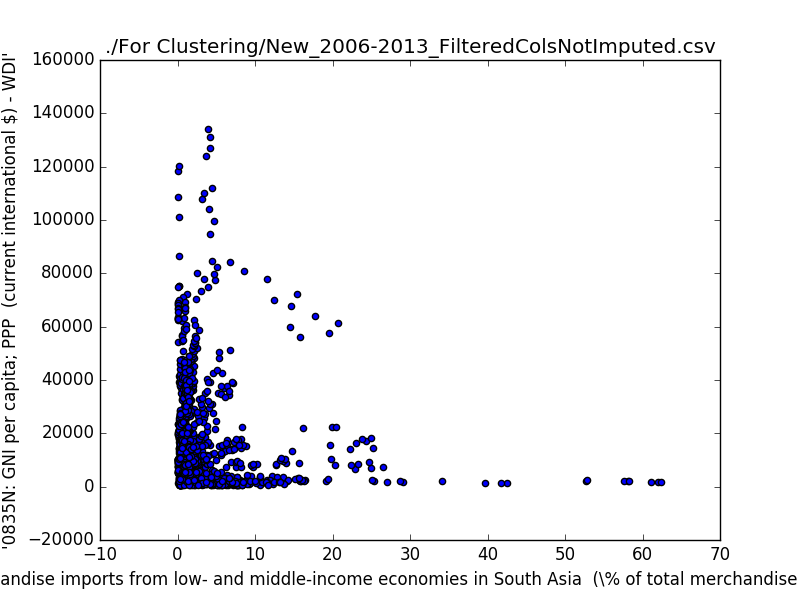 ./For Clustering/New_2006-2013_FilteredColsNotImputed.csv
'0835N: GNI per capita; PPP (current international $) - WDI'
160000
140000
120000
100000
80000
60000
40000
20000
0
−20000
−10 0 10 20 30 40 50 60 70
andise imports from low- and middle-income economies in South Asia (\% of total merchandise